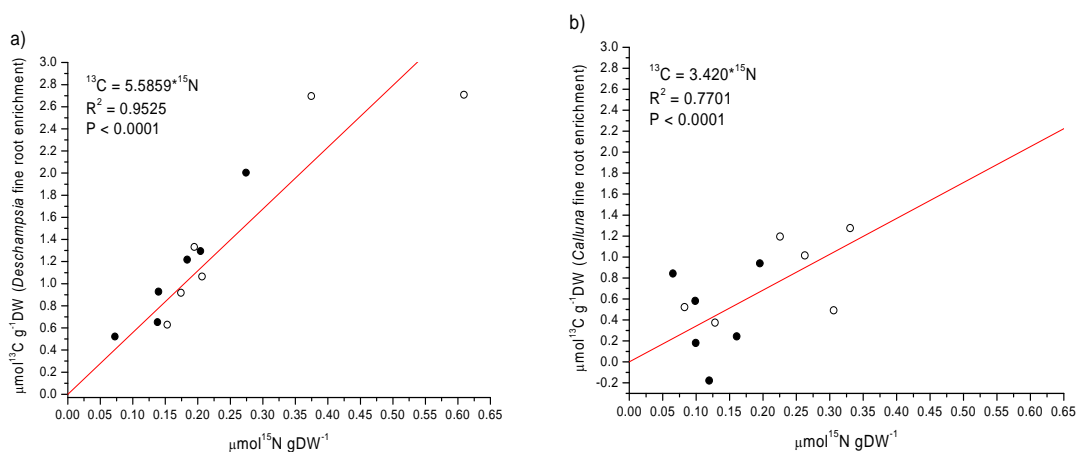 a)
¹³C = 5.5859*¹⁵N
R² = 0.9525
P < 0.0001
μmol¹³C g⁻¹DW (Deschampsia fine root enrichment)
3.0
2.8
2.6
2.4
2.2
2.0
1.8
1.6
1.4
1.2
1.0
0.8
0.6
0.4
0.2
0.0
0.00 0.05 0.10 0.15 0.20 0.25 0.30 0.35 0.40 0.45 0.50 0.55 0.60 0.65
μmol¹⁵N gDW⁻¹
b)
¹³C = 3.420*¹⁵N
R² = 0.7701
P < 0.0001
μmol¹³C g⁻¹DW (Calluna fine root enrichment)
3.0
2.8
2.6
2.4
2.2
2.0
1.8
1.6
1.4
1.2
1.0
0.8
0.6
0.4
0.2
0.0
-0.2
0.00 0.05 0.10 0.15 0.20 0.25 0.30 0.35 0.40 0.45 0.50 0.55 0.60 0.65
μmol¹⁵N gDW⁻¹